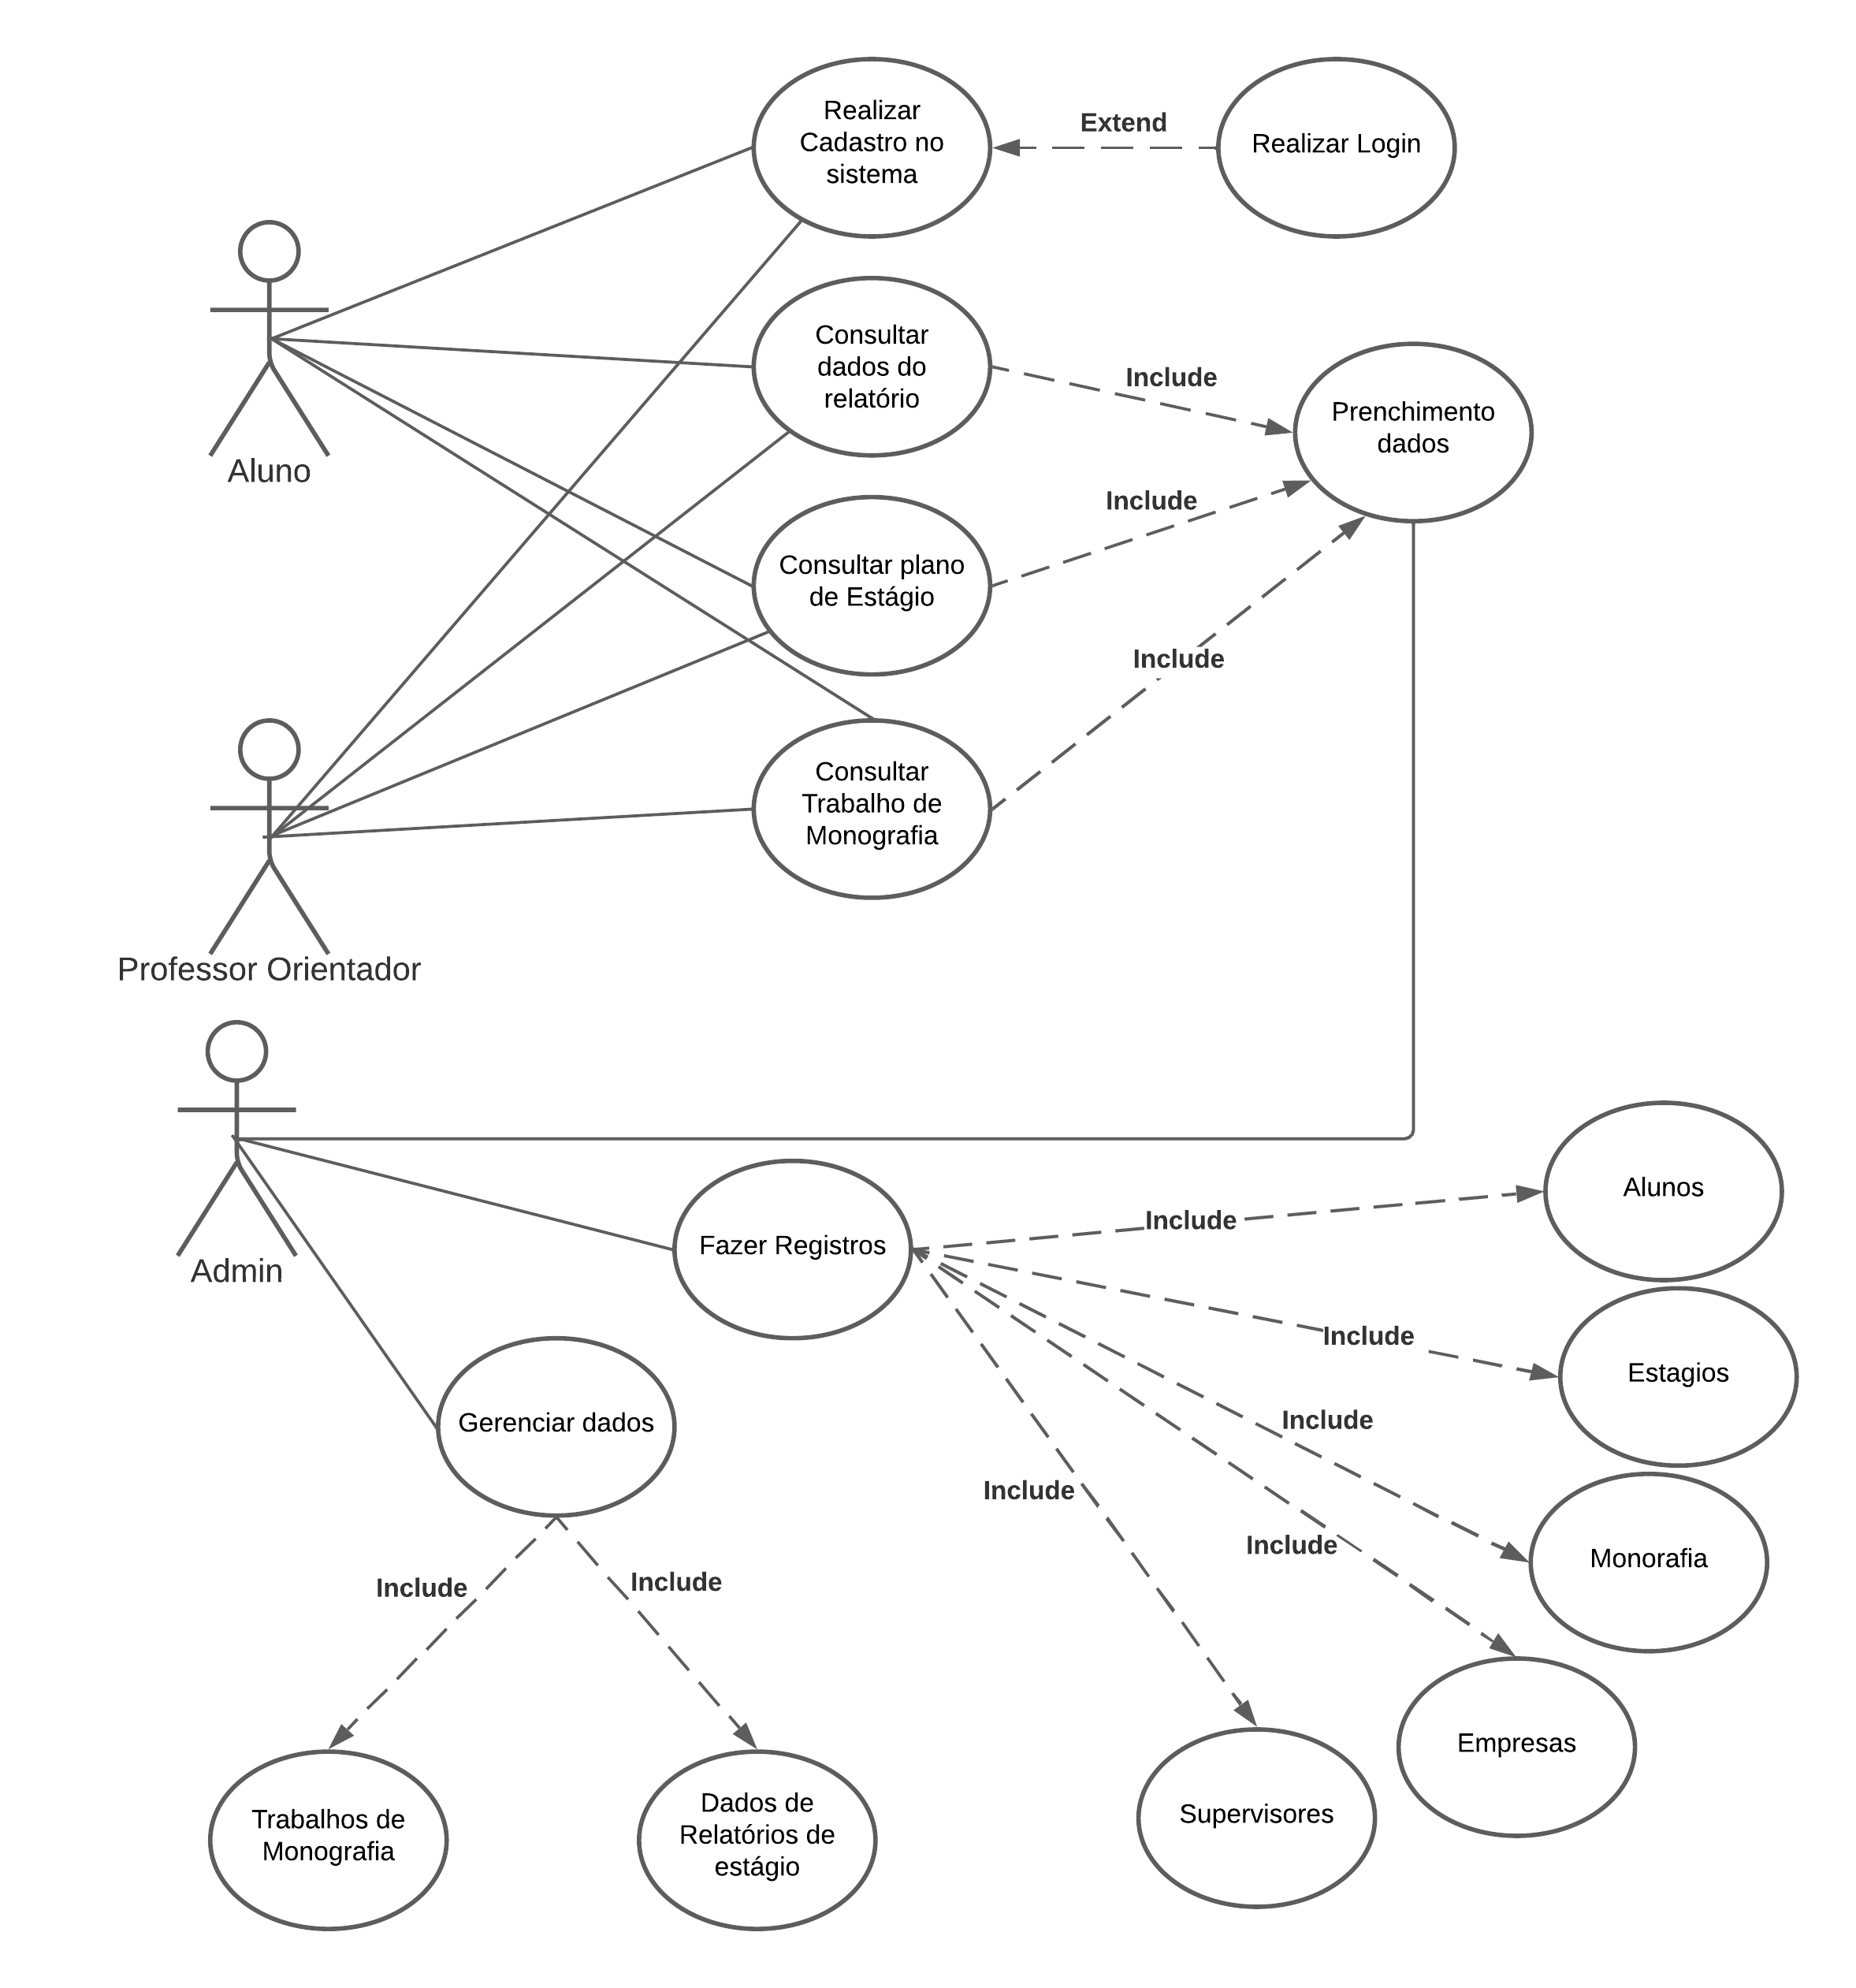 Realizar
Cadastro no
sistema
Extend
Realizar Login
Consultar
dados do
relatório
Include
Prenchimento
dados
Aluno
Include
Consultar plano
de Estágio
Include
Consultar
Trabalho de
Monografia
Professor Orientador
Alunos
Include
Fazer Registros
Admin
Include
Estagios
Include
Gerenciar dados
Include
Include
Monorafia
Include
Include
Empresas
Supervisores
Trabalhos de
Monografia
Dados de
Relatórios de
estágio